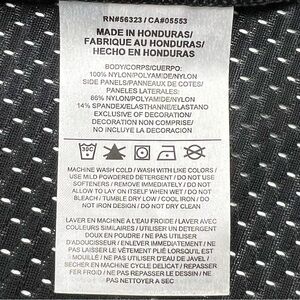 RN#56323 / CA#05553
MADE IN HONDURAS/
FABRIQUE AU HONDURAS/
HECHO EN HONDURAS
BODY/CORPS/CUERPO:
100% NYLON/POLYAMIDE/NYLON
SIDE PANELS/PANNEAUX DE COTES/
PANELES LATERALES:
86% NYLON/POLYAMIDE/NYLON
14% SPANDEX/ELASTHANNE/ELASTANO
EXCLUSIVE OF DECORATION/
DECORATION NON COMPRISE/
NO INCLUYE LA DECORACION
MACHINE WASH COLD / WASH WITH LIKE COLORS /
USE MILD POWDERED DETERGENT / DO NOT USE
SOFTENERS / REMOVE IMMEDIATELY / DO NOT
ALLOW TO LAY ON ITSELF WHEN WET / DO NOT
BLEACH / TUMBLE DRY LOW / COOL IRON / DO
NOT IRON DESIGN / DO NOT DRY CLEAN
LAVER EN MACHINE A L'EAU FROIDE / LAVER AVEC
COULEURS SIMILAIRES / UTILISER UN DETERGENT
DOUX EN POUDRE / NE PAS UTILISER
D'ADOUCISSEUR / ENLEVER IMMEDIATEMENT /
NE PAS LAISSER LE VÊTEMENT PLIÉ LORSQU'IL EST
MOUILLÉ / NE PAS UTILISER D'EAU DE JAVEL /
SECHER EN MACHINE CYCLE DELICAT / REPASSER
FER FROID / NE PAS REPASSER LE DESSIN / NE
PAS NETTOYER A SEC